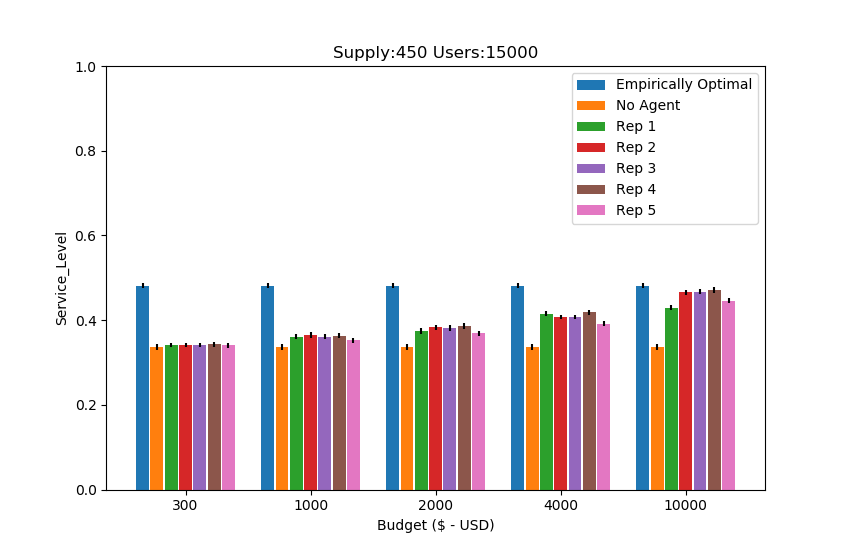 Supply:450 Users:15000
1.0
0.8
0.6
0.4
0.2
0.0
Service_Level
Empirically Optimal
No Agent
Rep 1
Rep 2
Rep 3
Rep 4
Rep 5
300 1000 2000 4000 10000
Budget ($ - USD)